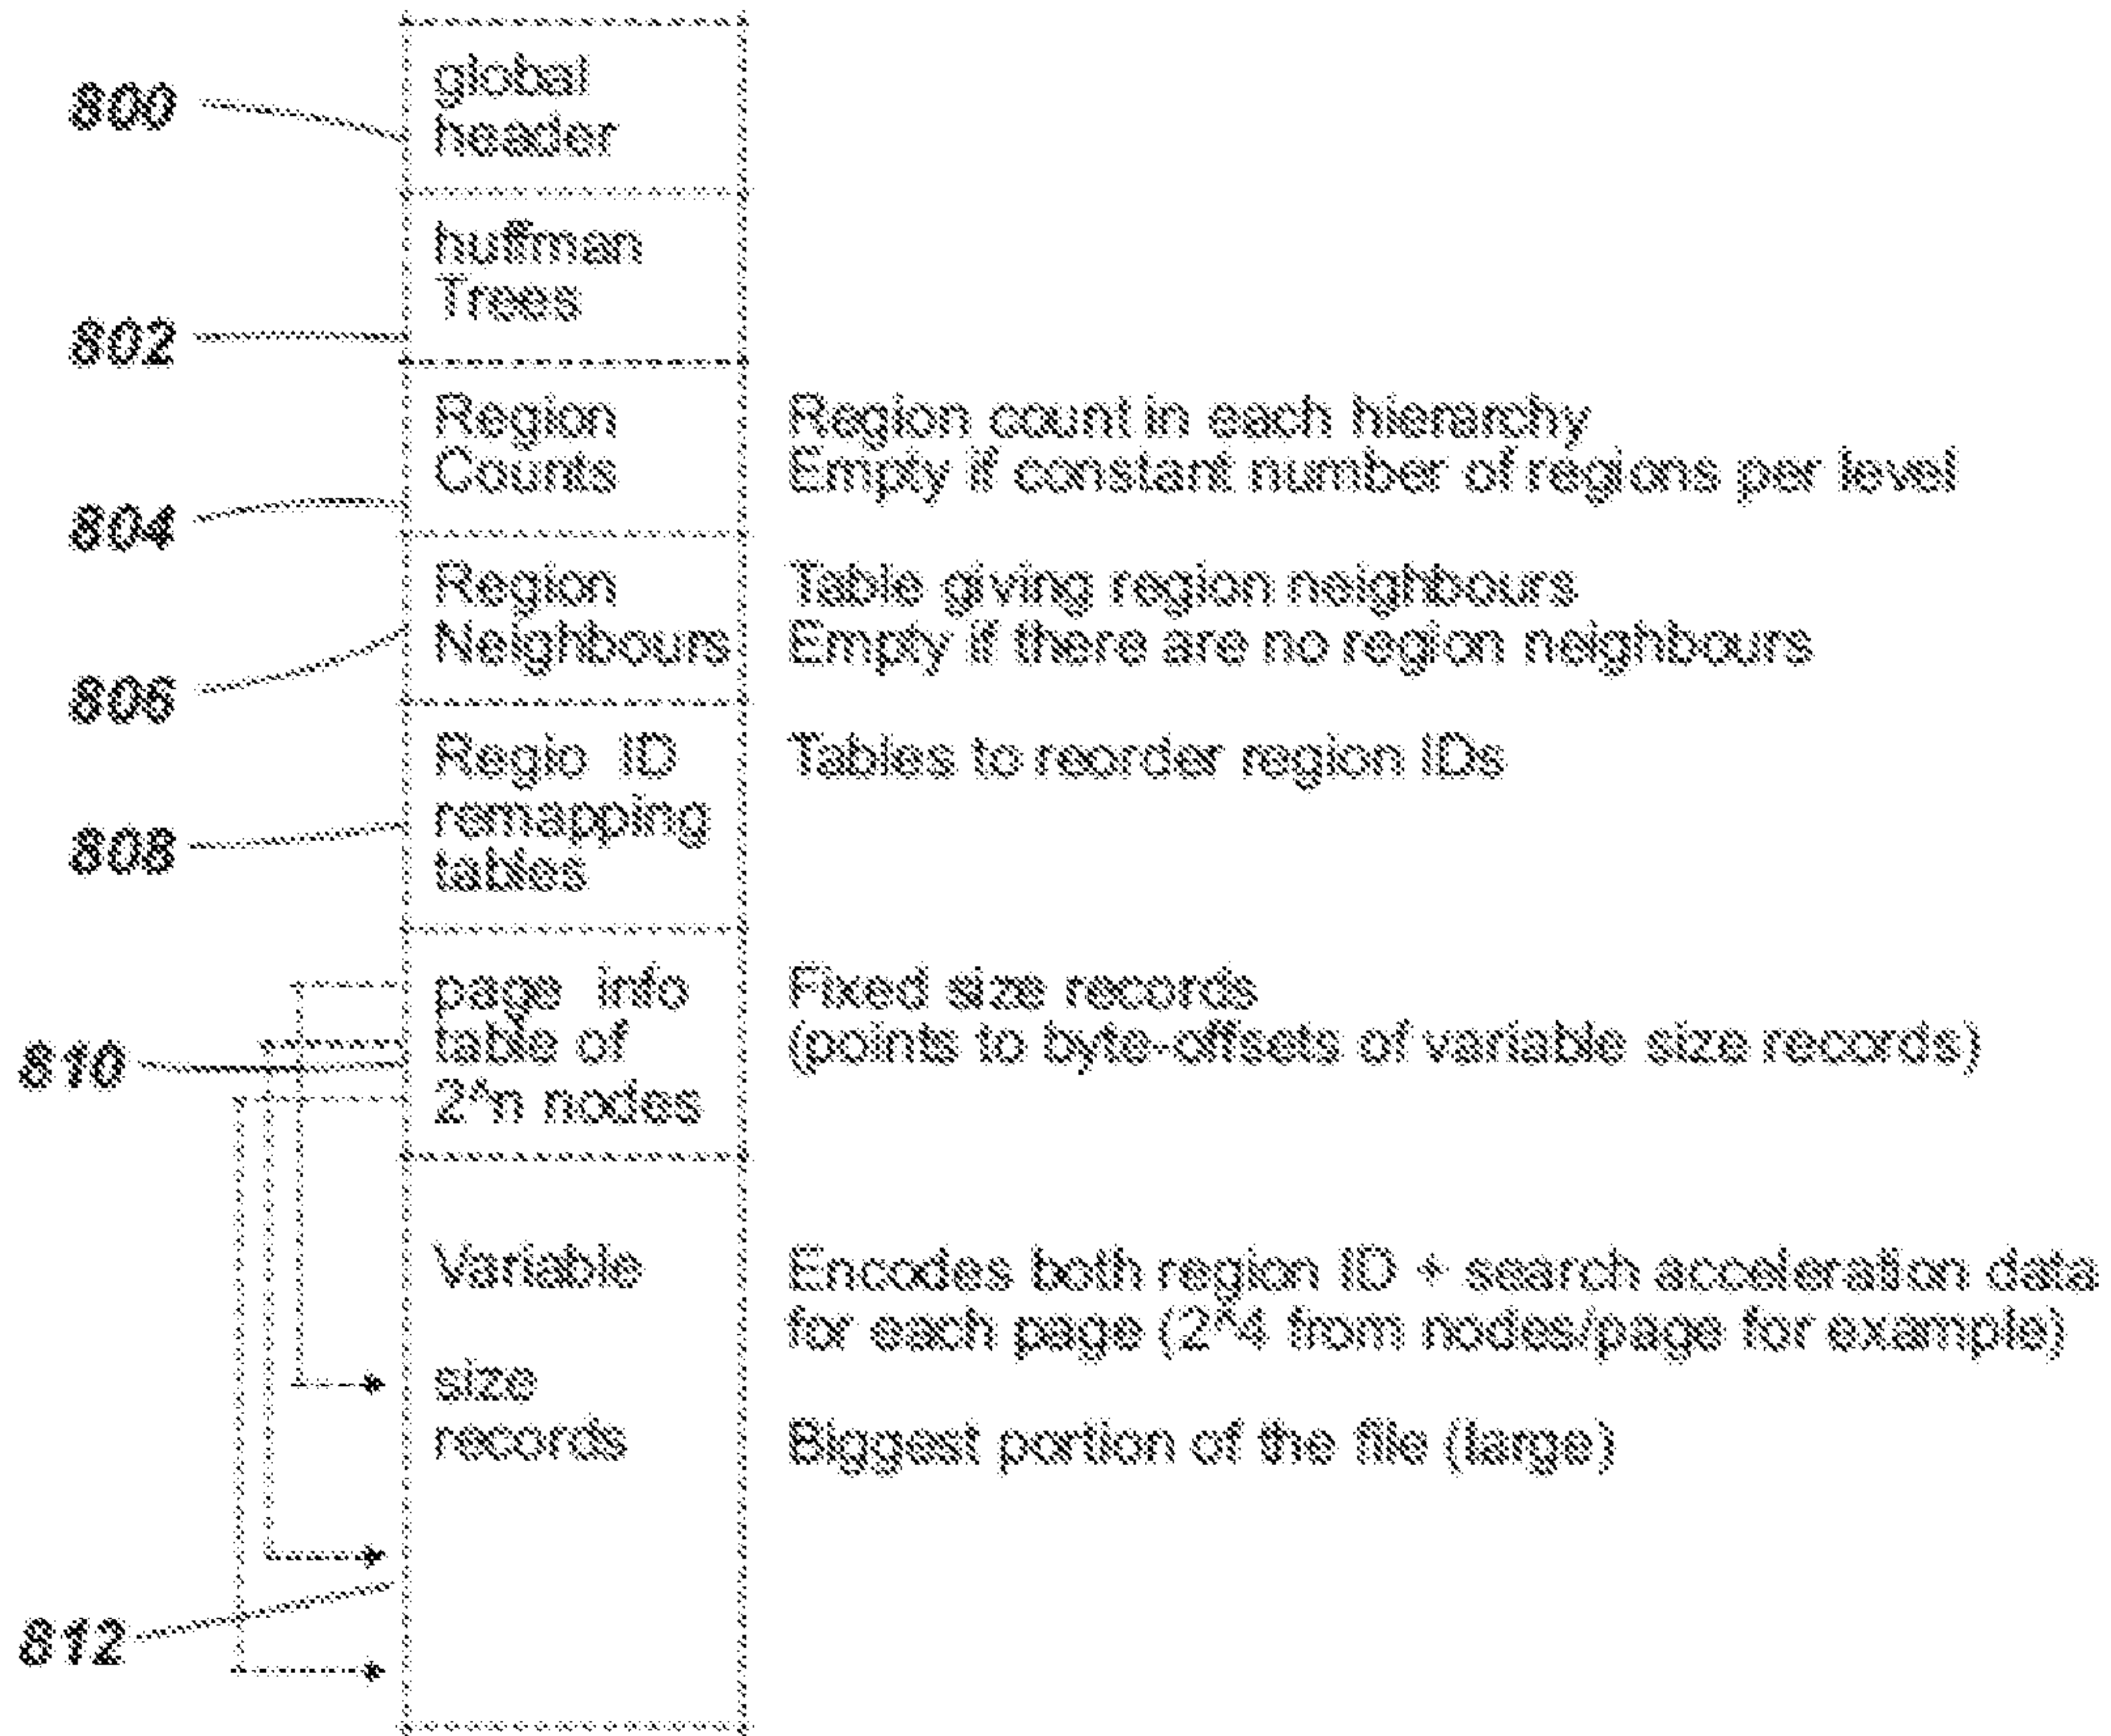 800
global
header
802
huffman
Trees
804
Region
Counts
Region count in each hierarchy
Empty if constant number of regions per level
806
Region
Neighbours
Table giving region neighbours
Empty if there are no region neighbours
808
Regio ID
remapping
tables
Tables to reorder region IDs
810
page info
table of
2^n nodes
Fixed size records
(points to byte-offsets of variable size records)
812
Variable
size
records
Encodes both region ID + search acceleration data
for each page (2^4 from nodes/page for example)
Biggest portion of the file (large)